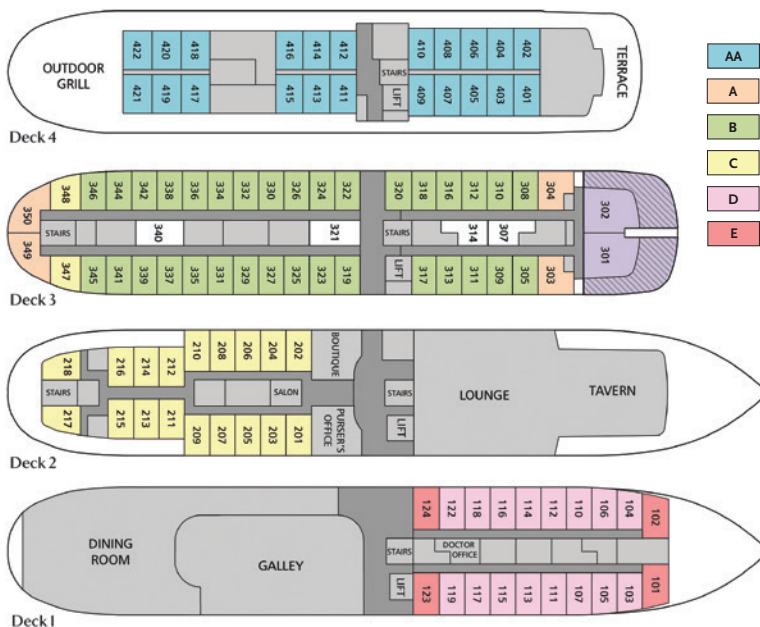 422 420 418 416 414 412 410 408 406 404 402
OUTDOOR
GRILL
STAIRS
LIFT
TERRACE
421 419 417 415 413 411 409 407 405 403 401
Deck 4
AA
A
B
C
D
E
350 348 346 344 342 338 336 334 332 330 326 324 322 320 318 316 312 310 308 304 302
STAIRS 340 321 STAIRS 314 307
LIFT
349 347 345 341 339 337 335 331 329 327 325 323 319 317 313 311 309 305 303 301
Deck 3
218 216 214 212 210 208 206 204 202 BOUTIQUE
STAIRS SALON STAIRS LOUNGE TAVERN
217 215 213 211 209 207 205 203 201 PURSER'S
OFFICE
LIFT
Deck 2
124 122 118 116 114 112 110 106 104 102
DINING
ROOM
GALLEY
STAIRS
DOCTOR
OFFICE
LIFT
123 119 117 115 113 111 107 105 103 101
Deck1